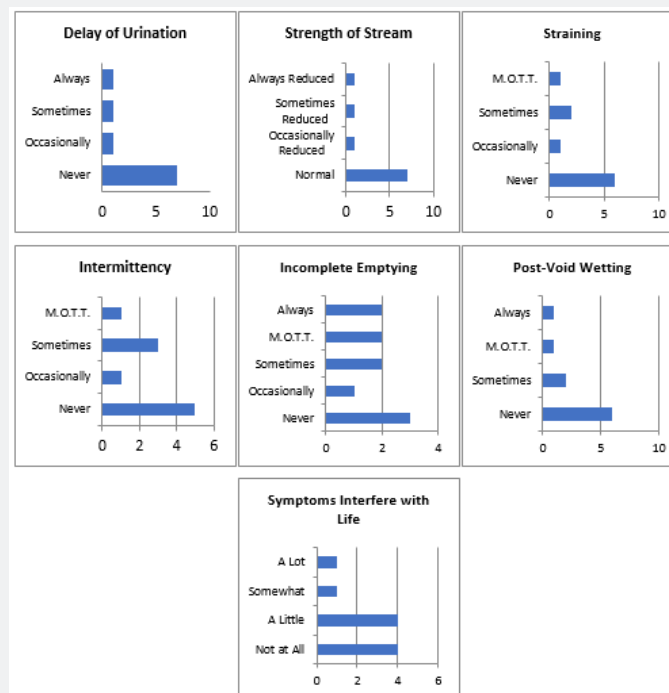 Delay of Urination
Always
Sometimes
Occasionally
Never
0 5 10
Strength of Stream
Always Reduced
Sometimes
Reduced
Occasionally
Reduced
Normal
0 5 10
Straining
M.O.T.T.
Sometimes
Occasionally
Never
0 5 10
Intermittency
M.O.T.T.
Sometimes
Occasionally
Never
0 2 4 6
Incomplete Emptying
Always
M.O.T.T.
Sometimes
Occasionally
Never
0 2 4
Post-Void Wetting
Always
M.O.T.T.
Sometimes
Never
0 5 10
Symptoms Interfere with
Life
A Lot
Somewhat
A Little
Not at All
0 2 4 6